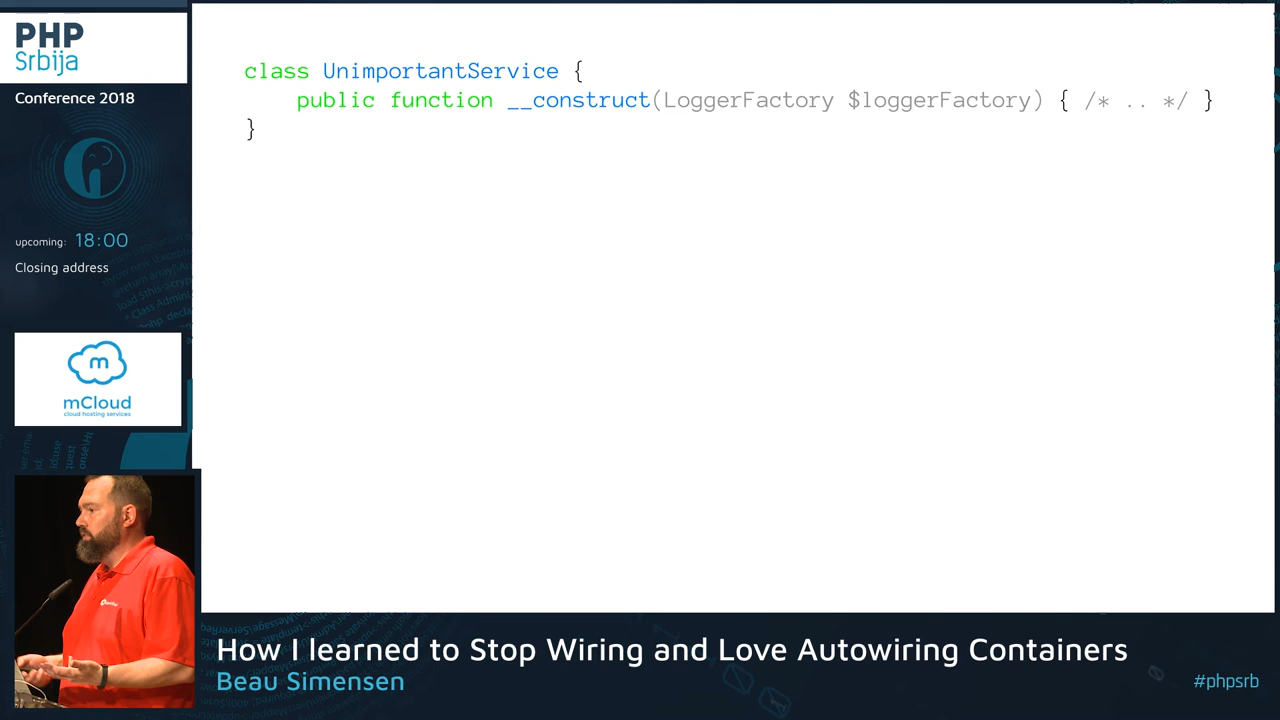 PHP
Srbija
Conference 2018
upcoming: 18:00
Closing address
m
mCloud
cloud hosting services
class UnimportantService {
public function __construct(LoggerFactory $loggerFactory) { /* .. */ }
}
How I learned to Stop Wiring and Love Autowiring Containers
Beau Simensen
#phpsrb